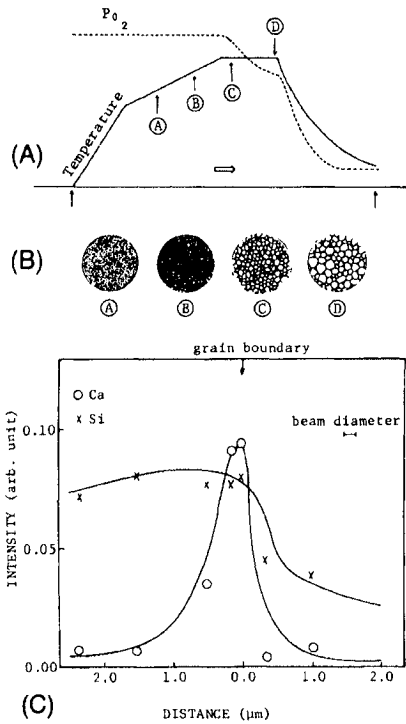 P O 2
D
Temperature
A
B
C
(A)
(B)
A
B
C
D
grain boundary
Ca
Si
beam diameter
INTENSITY (arb. unit)
0.10
0.05
0.00
2.0
1.0
0.0
1.0
2.0
DISTANCE (μm)
(C)